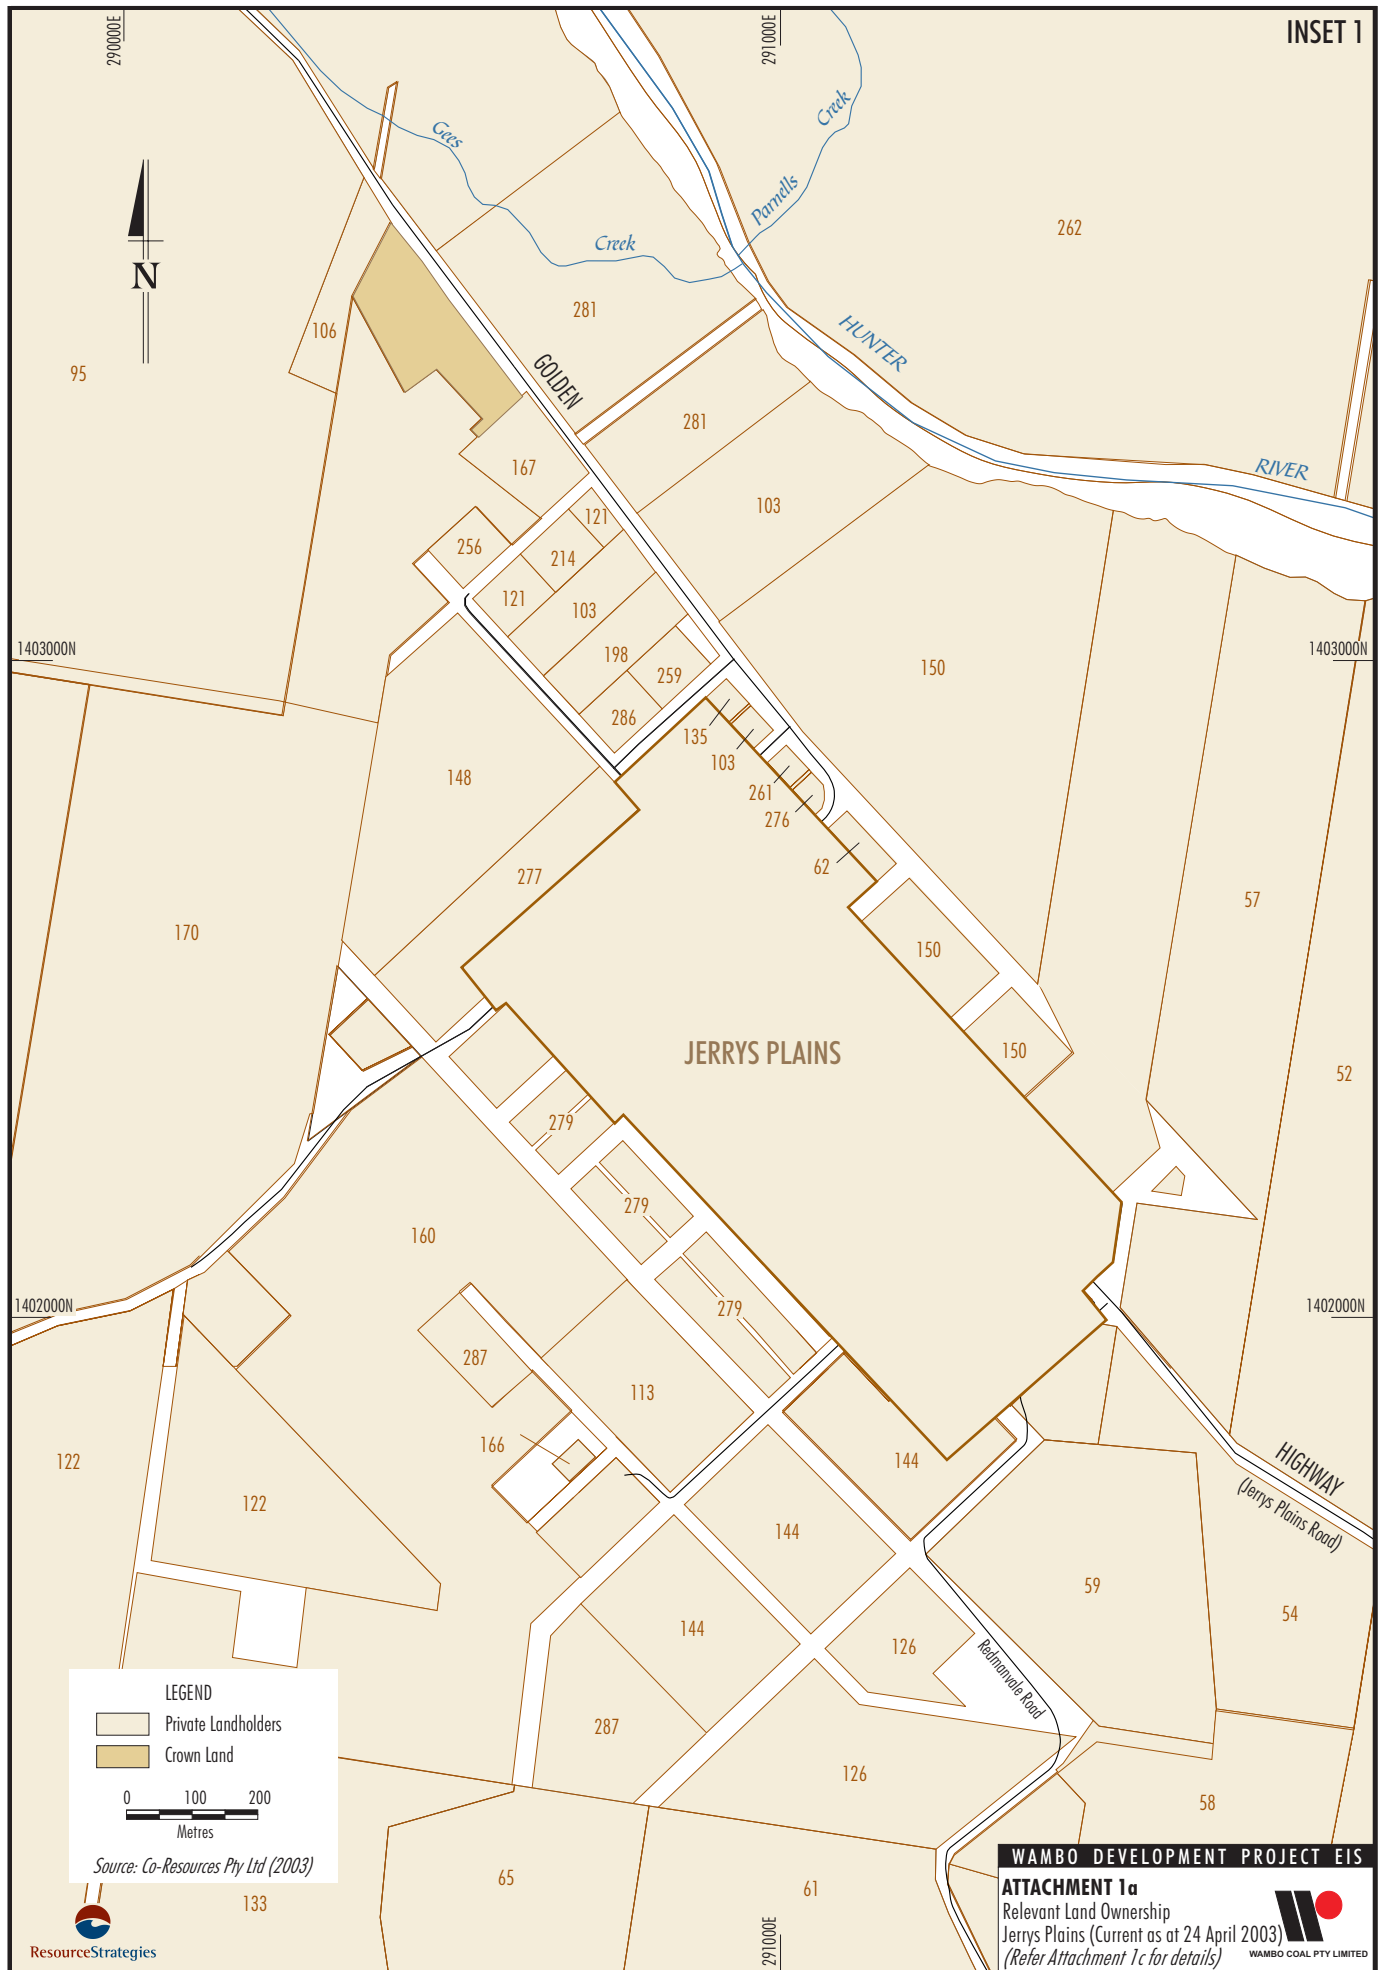 INSET 1
290000E
291000E
Gees
Creek
Parnells
Creek
262
N
281
106
95
HUNTER
GOLDEN
281
167
RIVER
103
121
256
214
121
103
1403000N
1403000N
198
150
259
286
135
103
148
261
276
62
277
57
170
150
JERRYS PLAINS
150
52
279
279
160
1402000N
279
1402000N
287
113
166
144
122
HIGHWAY
(Jerrys Plains Road)
122
144
59
54
144
126
Redmanvale Road
LEGEND
Private Landholders
Crown Land
287
126
0 100 200
Metres
58
Source: Co-Resources Pty Ltd (2003)
65
61
133
291000E
ResourceStrategies
WAMBO DEVELOPMENT PROJECT EIS
ATTACHMENT 1a
Relevant Land Ownership
Jerrys Plains (Current as at 24 April 2003)
(Refer Attachment 1c for details)
WAMBO COAL PTY LIMITED